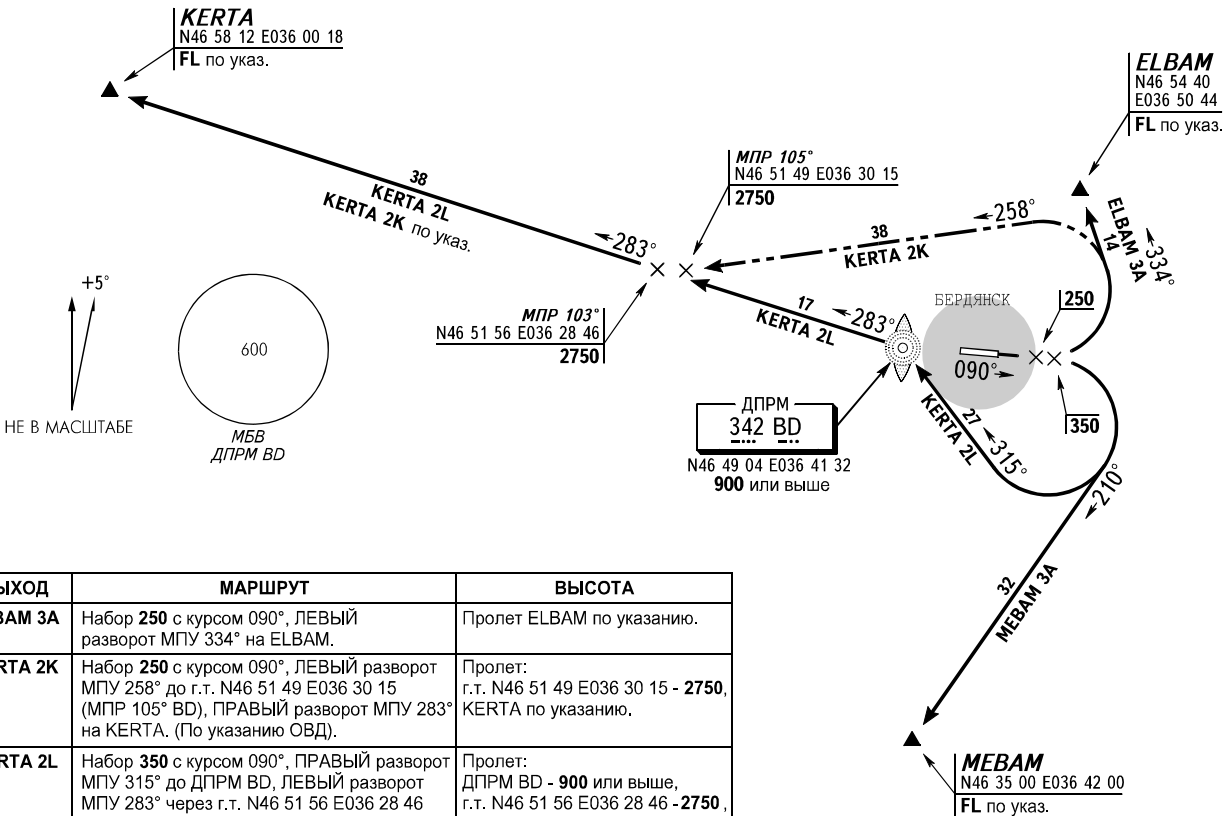 KERTA
N46 58 12 E036 00 18
FL по указ.
ELBAM
N46 54 40
E036 50 44
FL по указ.
МПР 105°
N46 51 49 E036 30 15
2750
38
KERTA 2L
KERTA 2K по указ.
283°
258°
38
KERTA 2K
ELBAM 3A
14
334°
+5°
НЕ В МАСШТАБЕ
600
МБВ
ДПРМ BD
МПР 103°
N46 51 56 E036 28 46
2750
17
KERTA 2L
283°
БЕРДЯНСК
250
090°
350
ДПРМ
342 BD
N46 49 04 E036 41 32
900 или выше
27
KERTA 2L
315°
210°
32
MEBAM 3A
MEBAM
N46 35 00 E036 42 00
FL по указ.
ЫХОД МАРШРУТ ВЫСОТА
BAM 3A Набор 250 с курсом 090°, ЛЕВЫЙ Пролет ELBAM по указанию.
разворот МПУ 334° на ELBAM.
RTA 2K Набор 250 с курсом 090°, ЛЕВЫЙ разворот Пролет:
МПУ 258° до г.т. N46 51 49 E036 30 15 г.т. N46 51 49 E036 30 15 - 2750,
(МПР 105° BD), ПРАВЫЙ разворот МПУ 283° KERTA по указанию.
на KERTA. (По указанию ОВД).
RTA 2L Набор 350 с курсом 090°, ПРАВЫЙ разворот Пролет:
МПУ 315° до ДПРМ BD, ЛЕВЫЙ разворот ДПРМ BD - 900 или выше,
МПУ 283° через г.т. N46 51 56 E036 28 46 г.т. N46 51 56 E036 28 46 - 2750 ,